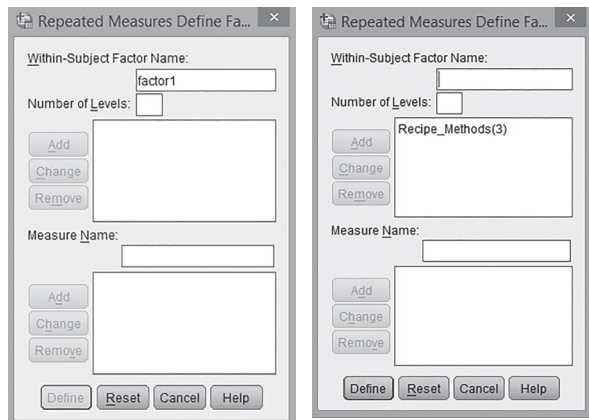 Repeated Measures Define Fa...
Within-Subject Factor Name:
factor1
Number of Levels:
Add
Change
Remove
Measure Name:
Add
Change
Remove
Define Reset Cancel Help
Repeated Measures Define Fa...
Within-Subject Factor Name:
Number of Levels:
Recipe_Methods(3)
Add
Change
Remove
Measure Name:
Add
Change
Remove
Define Reset Cancel Help